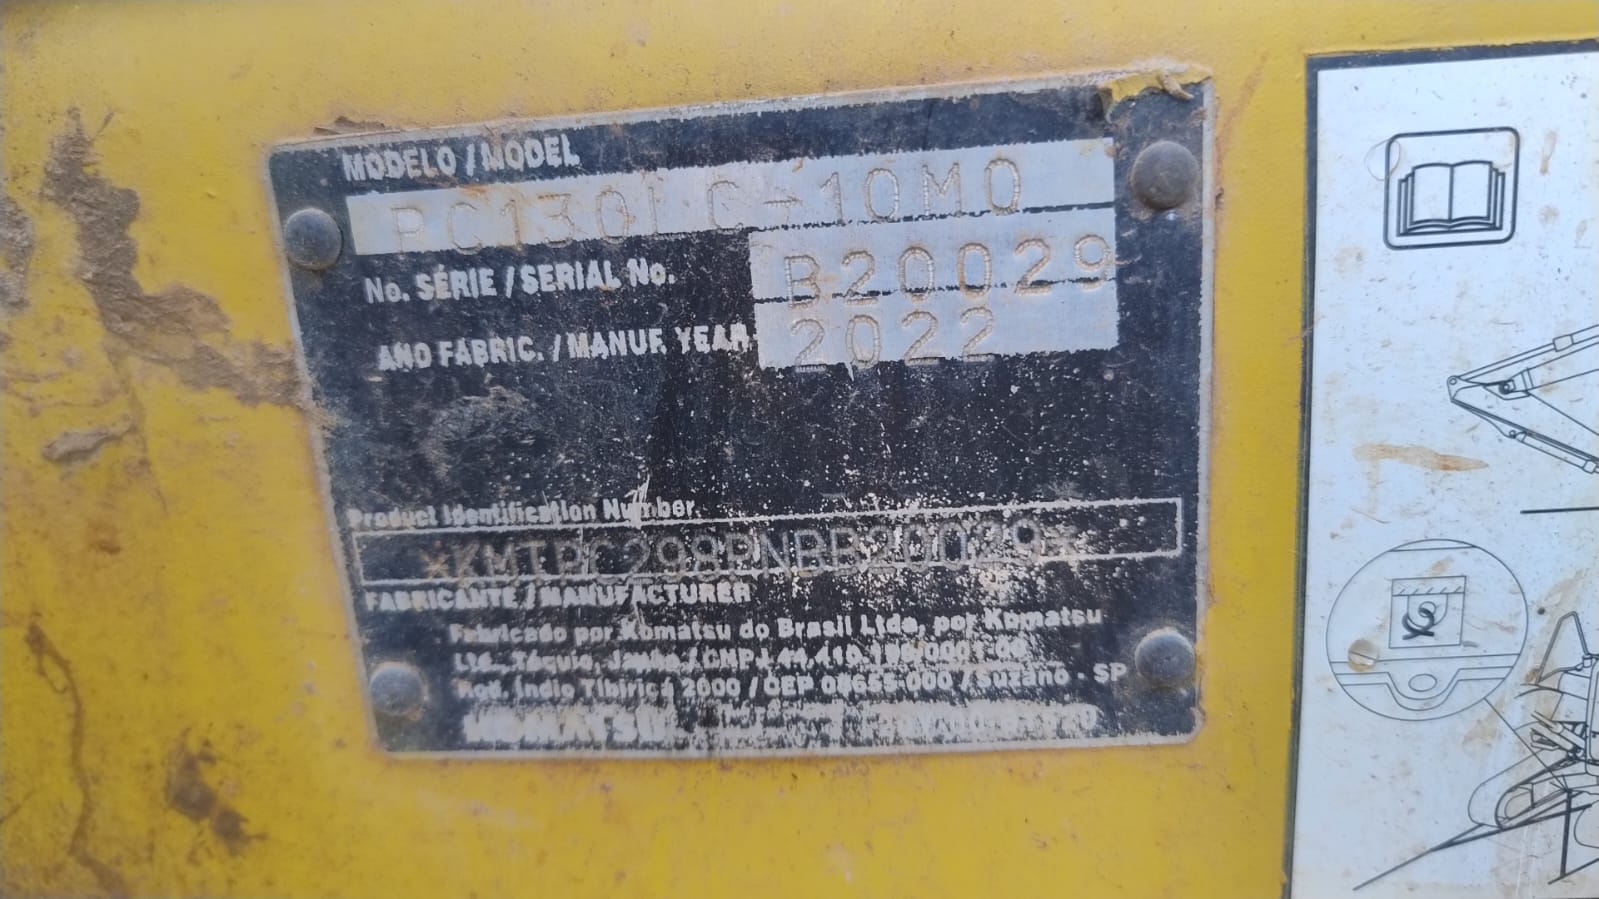 MODELO / MODEL
PC130LC-10M0
No. SÉRIE / SERIAL No.
B20029
ANO FABRIC. / MANUF. YEAR
2022
Product Identification Number
*KMTPC298PNBB20029*
FABRICANTE / MANUFACTURER
Fabricado por Komatsu do Brasil Ltda, por Komatsu
Ltd. Tóquio, Japão / CNPJ
Rod. Índio Tibiriçá 2000 / CEP 08655-000 / Suzano - SP